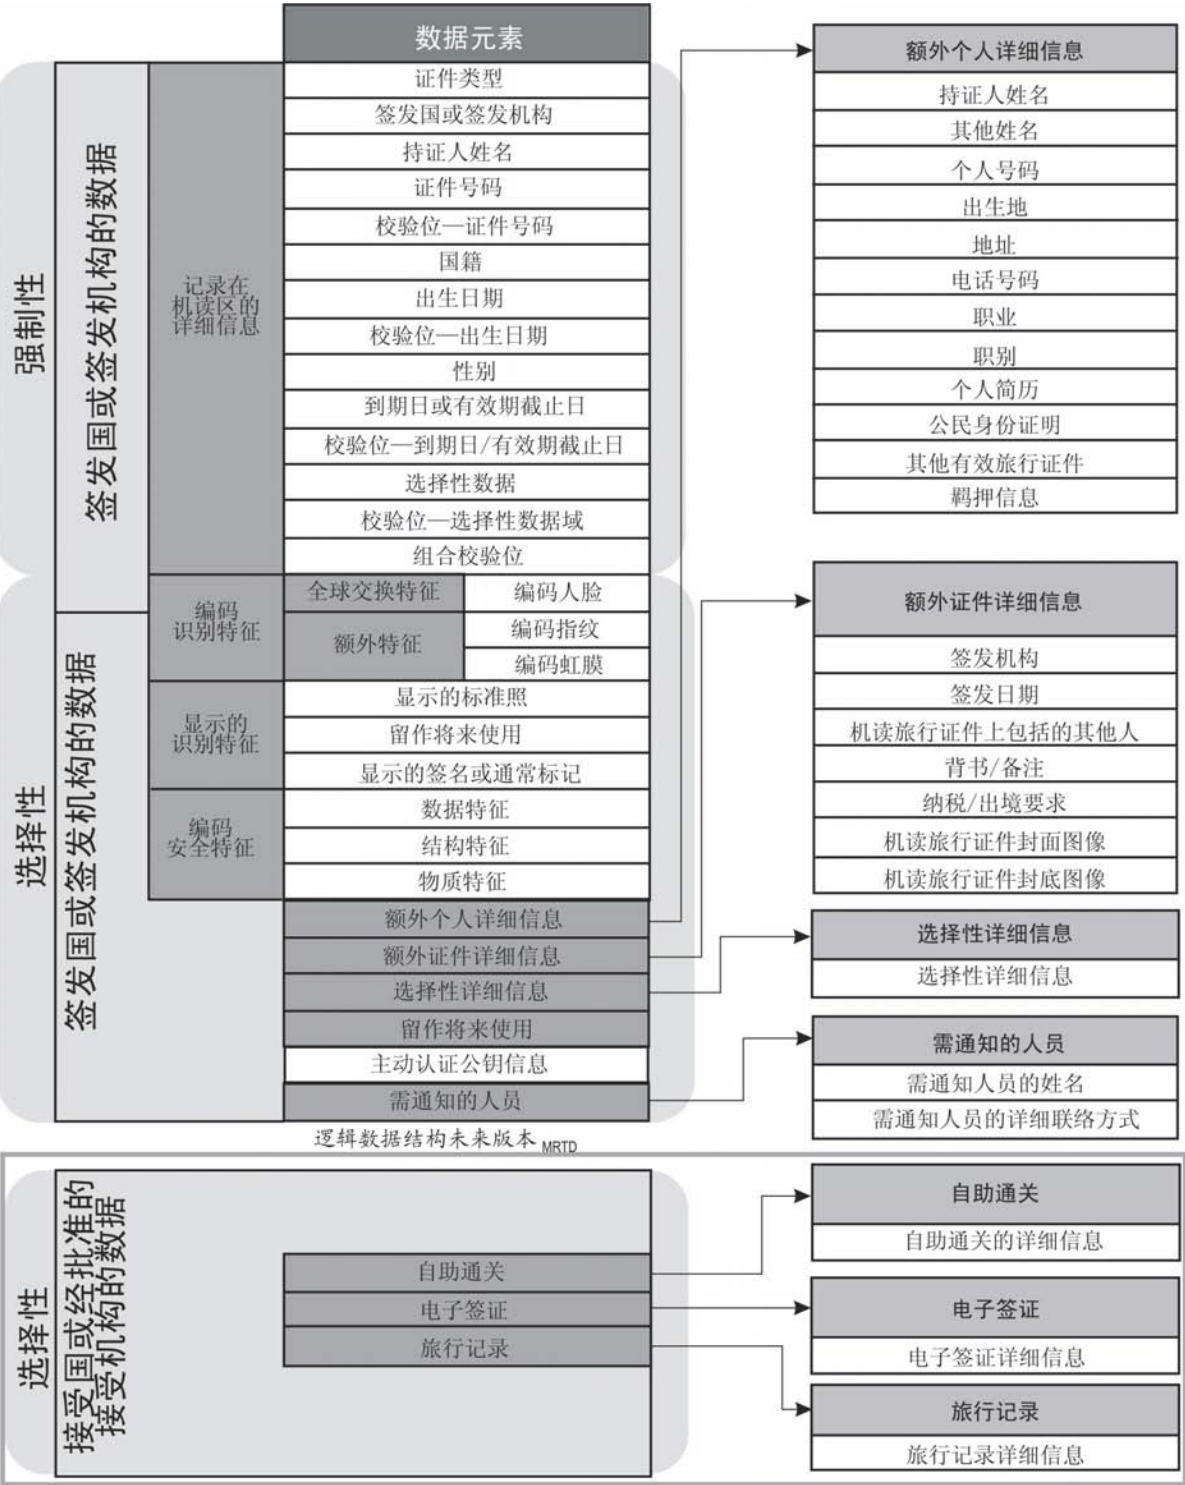 数据元素
强制性
签发国或签发机构的数据
记录在
机读区的
详细信息
证件类型
签发国或签发机构
持证人姓名
证件号码
校验位—证件号码
国籍
出生日期
校验位—出生日期
性别
到期日或有效期截止日
校验位—到期日/有效期截止日
选择性数据
校验位—选择性数据域
组合校验位
选择性
签发国或签发机构的数据
编码
识别特征
全球交换特征
编码人脸
额外特征
编码指纹
编码虹膜
显示的
识别特征
显示的标准照
留作将来使用
显示的签名或通常标记
编码
安全特征
数据特征
结构特征
物质特征
额外个人详细信息
额外证件详细信息
选择性详细信息
留作将来使用
主动认证公钥信息
需通知的人员
额外个人详细信息
持证人姓名
其他姓名
个人号码
出生地
地址
电话号码
职业
职别
个人简历
公民身份证明
其他有效旅行证件
羁押信息
额外证件详细信息
签发机构
签发日期
机读旅行证件上包括的其他人
背书/备注
纳税/出境要求
机读旅行证件封面图像
机读旅行证件封底图像
选择性详细信息
选择性详细信息
需通知的人员
需通知人员的姓名
需通知人员的详细联络方式
逻辑数据结构未来版本 MRTD
选择性
接受国或经批准的
接受机构的数据
自助通关
电子签证
旅行记录
自助通关
自助通关的详细信息
电子签证
电子签证详细信息
旅行记录
旅行记录详细信息